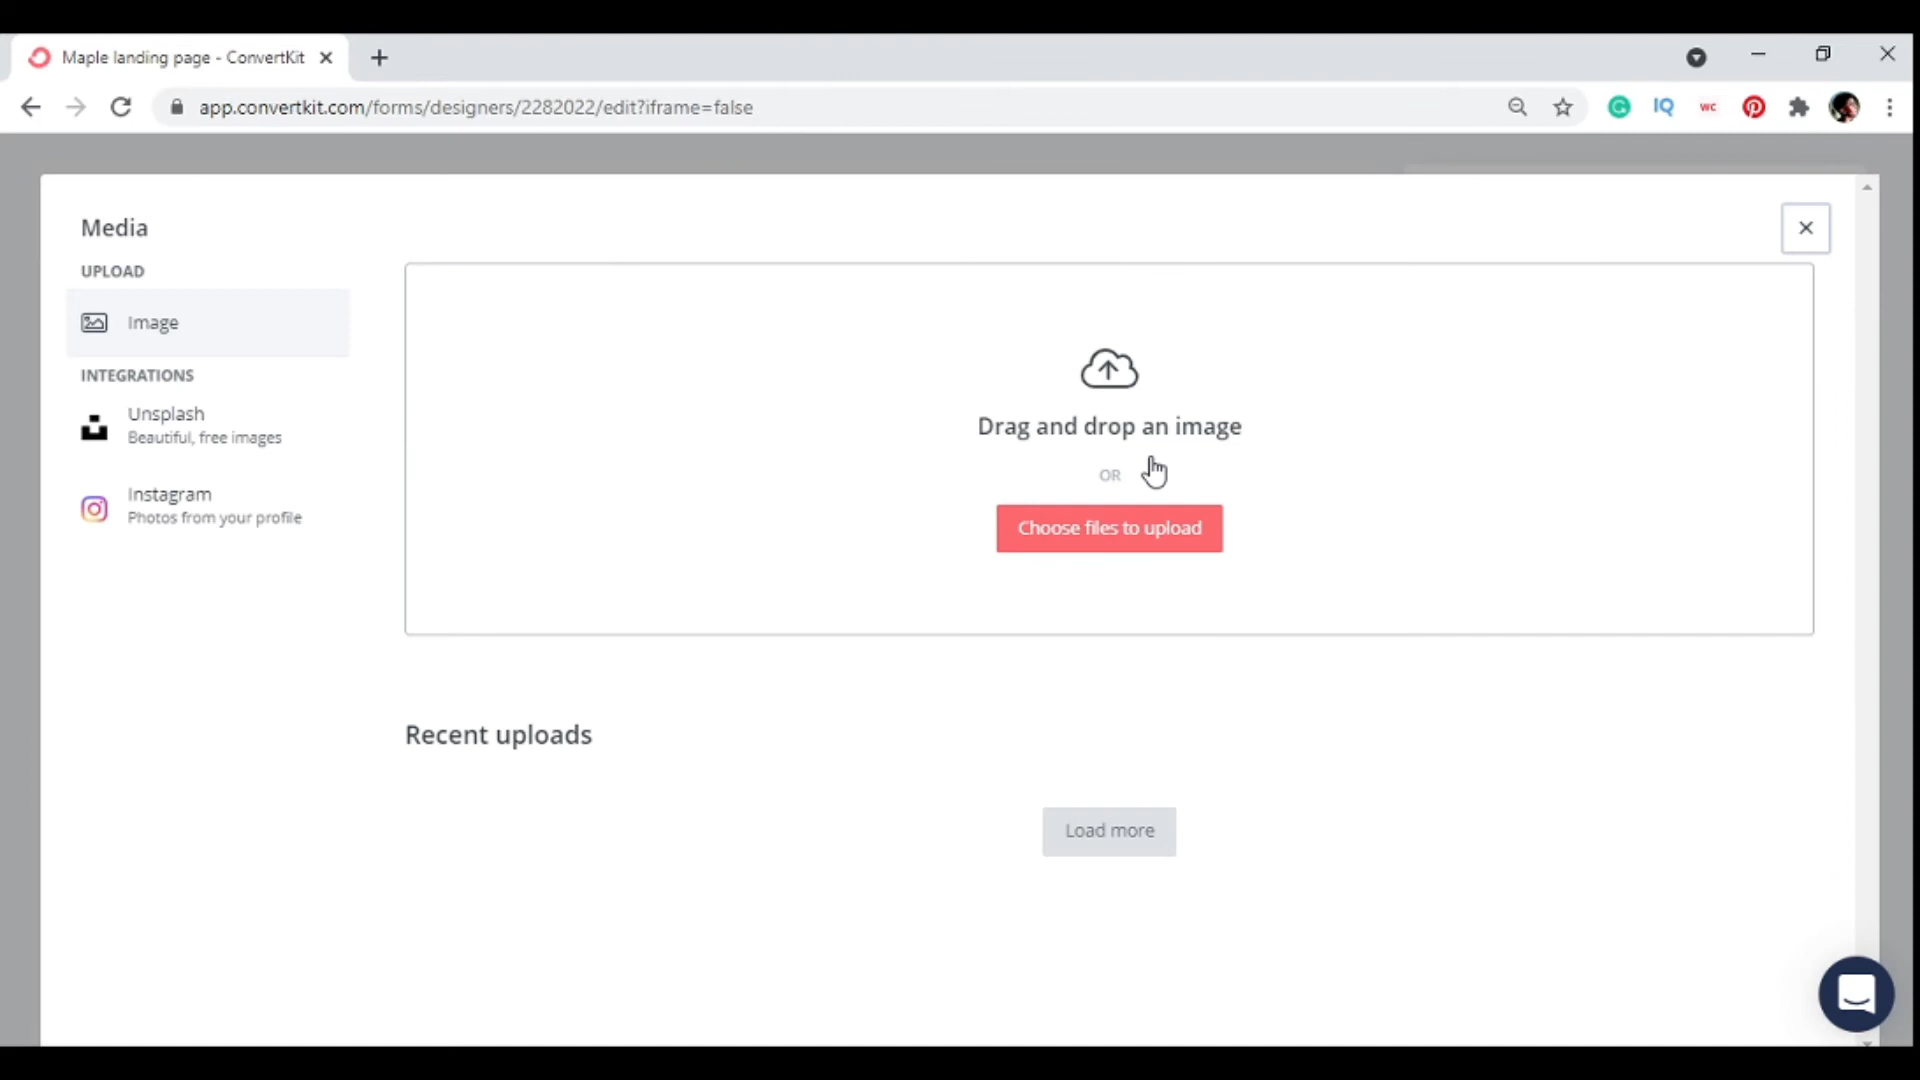 Maple landing page - ConvertKit
app.convertkit.com/forms/designers/2282022/edit?iframe=false
IQ
WC
Media
UPLOAD
Image
INTEGRATIONS
Unsplash
Beautiful, free images
Instagram
Photos from your profile
Drag and drop an image
OR
Choose files to upload
Recent uploads
Load more